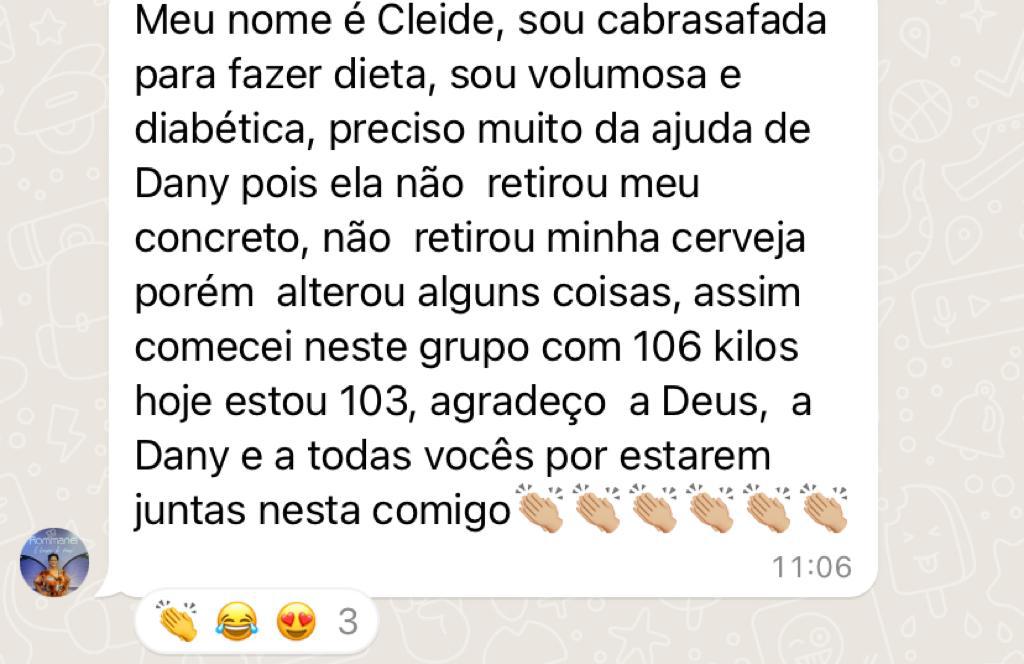 Meu nome é Cleide, sou cabrasafada
para fazer dieta, sou volumosa e
diabética, preciso muito da ajuda de
Dany pois ela não  retirou meu
concreto, não  retirou minha cerveja
porém  alterou alguns coisas, assim
comecei neste grupo com 106 kilos
hoje estou 103, agradeço  a Deus,  a
Dany e a todas vocês por estarem
juntas nesta comigo👏🏼👏🏼👏🏼👏🏼👏🏼👏🏼
11:06
Rommanel
👏 😂 😍 3